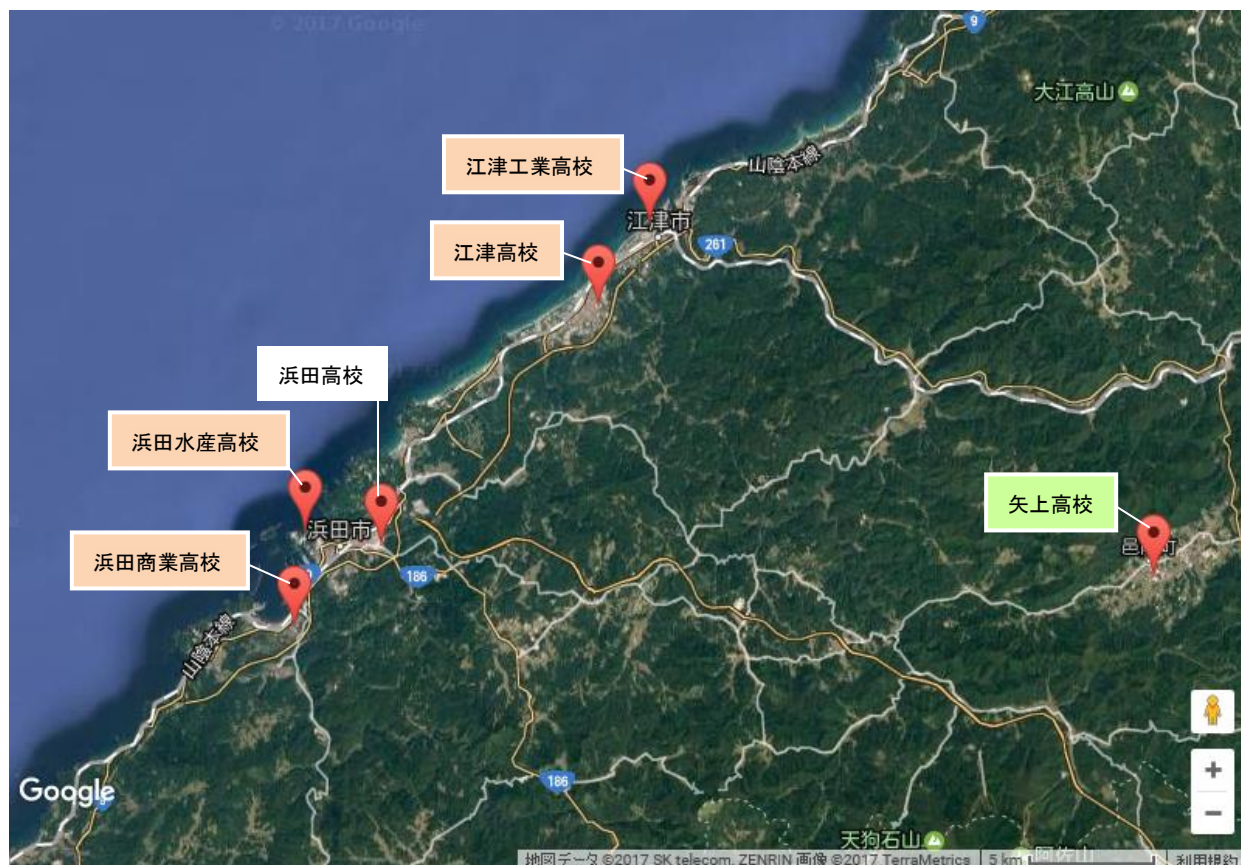 © 2017 Google
9
大江高山
江津工業高校
山陰本線
江津市
江津高校
261
浜田高校
浜田水産高校
矢上高校
浜田市
浜田商業高校
186
山陰本線
186
Google
天狗石山
阿佐山
地図データ ©2017 SK telecom, ZENRIN 画像 ©2017 TerraMetrics
5 km
利用規約